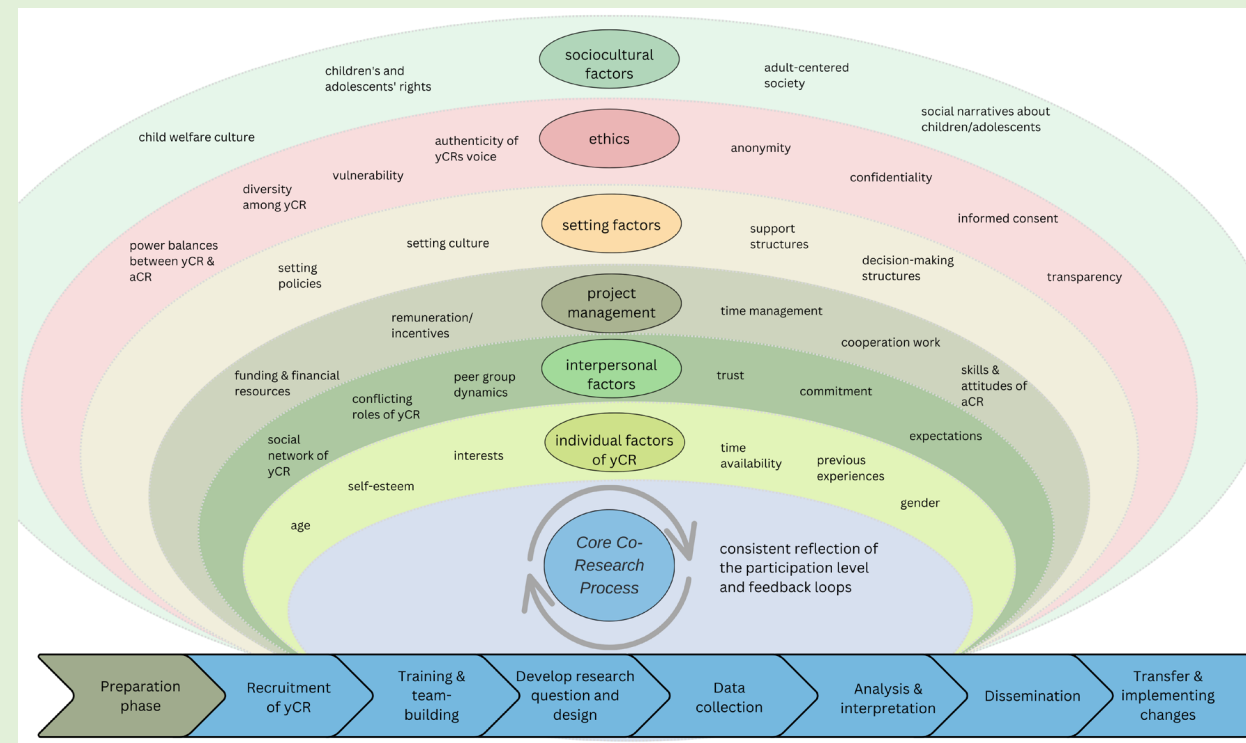 sociocultural
factors
children's and
adolescents' rights
adult-centered
society
child welfare culture
social narratives about
children/adolescents
ethics
authenticity of
yCRs voice
anonymity
vulnerability
confidentiality
diversity
among yCR
informed consent
power balances
between yCR &
aCR
transparency
setting factors
setting culture
support
structures
setting
policies
decision-making
structures
project
management
remuneration/
incentives
time management
cooperation work
funding & financial
resources
skills &
attitudes of
aCR
interpersonal
factors
peer group
dynamics
trust
conflicting
roles of yCR
commitment
social
network of
yCR
expectations
individual factors
of yCR
interests
time
availability
previous
experiences
self-esteem
gender
age
Core Co-
Research
Process
consistent reflection of
the participation level
and feedback loops
Preparation
phase
Recruitment
of yCR
Training &
team-
building
Develop research
question and
design
Data
collection
Analysis &
interpretation
Dissemination
Transfer &
implementing
changes